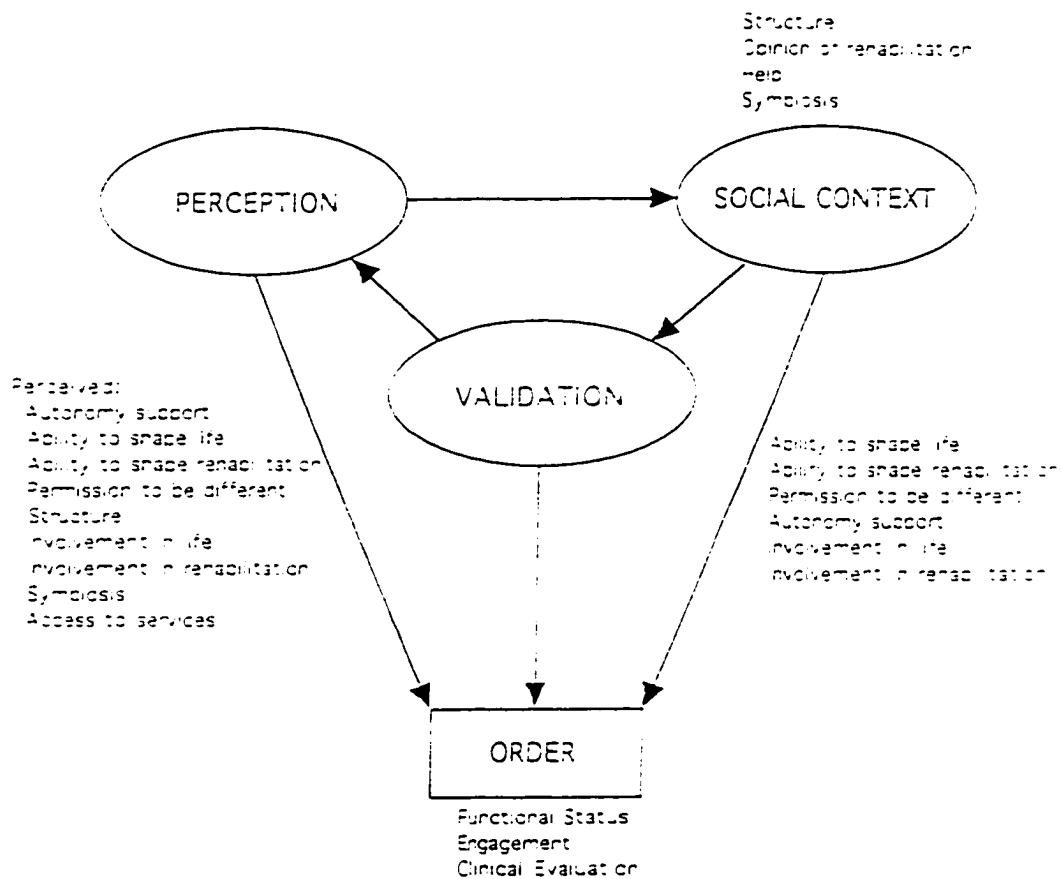 Structure
Opinion of rehabilitation
Help
Symbiosis
PERCEPTION
SOCIAL CONTEXT
VALIDATION
Perceived:
Autonomy support
Ability to shape life
Ability to shape rehabilitation
Permission to be different
Structure
Involvement in life
Involvement in rehabilitation
Symbiosis
Access to services
Ability to shape life
Ability to shape rehabilitation
Permission to be different
Autonomy support
Involvement in life
Involvement in rehabilitation
ORDER
Functional Status
Engagement
Clinical Evaluation